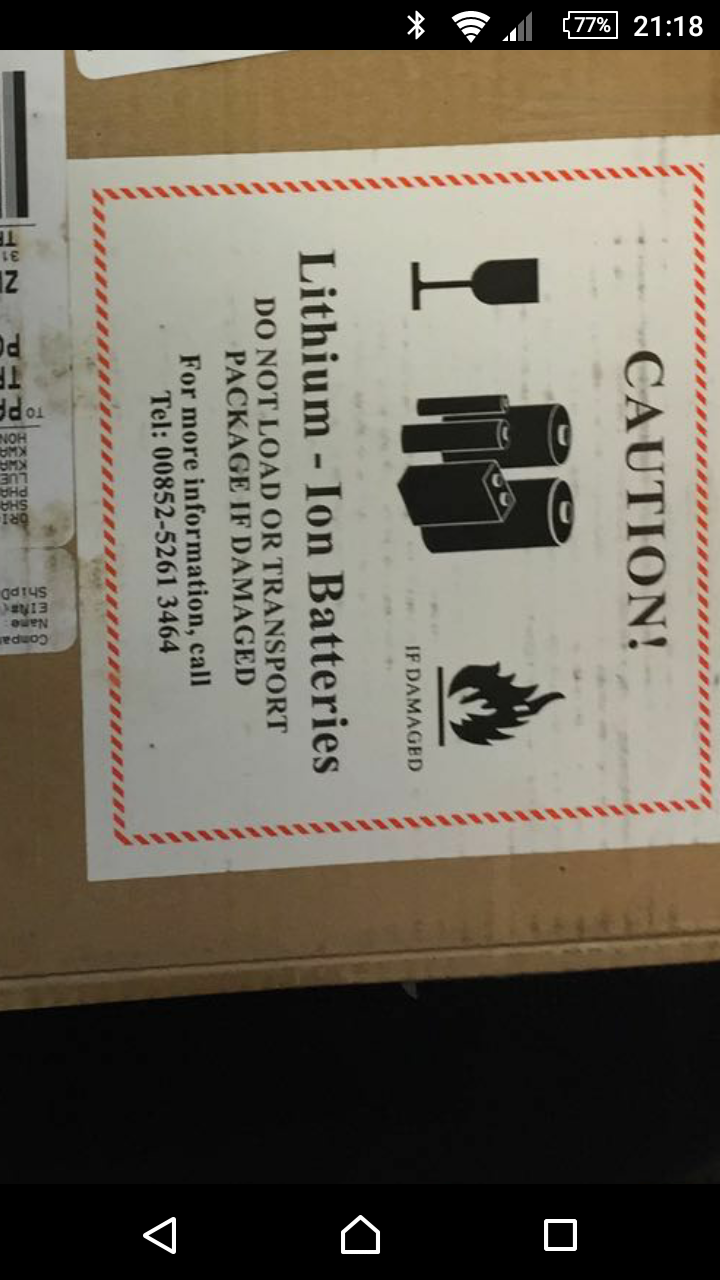 77% 21:18
CAUTION!
IF DAMAGED
Lithium - Ion Batteries
DO NOT LOAD OR TRANSPORT
PACKAGE IF DAMAGED
For more information, call
Tel: 00852-5261 3464
TO